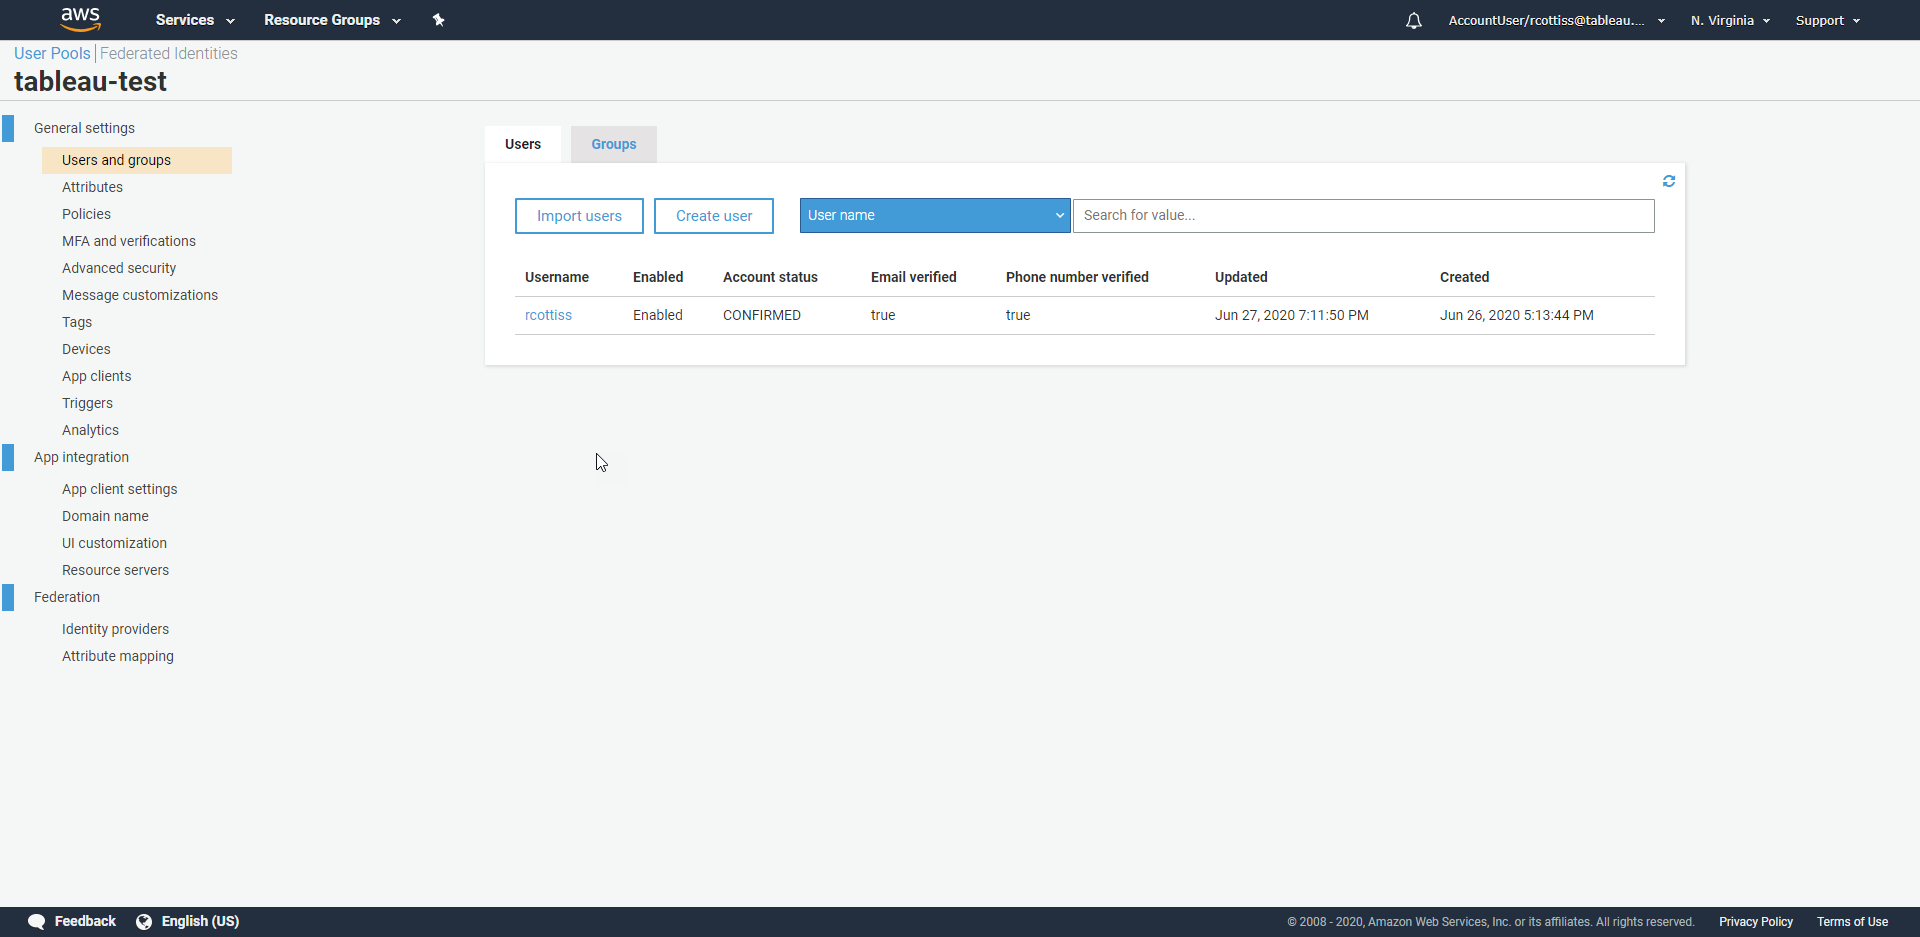 aws Services Resource Groups AccountUser/rcottiss@tableau.... N. Virginia Support
User Pools Federated Identities
tableau-test
General settings
Users and groups
Attributes
Policies
MFA and verifications
Advanced security
Message customizations
Tags
Devices
App clients
Triggers
Analytics
App integration
App client settings
Domain name
UI customization
Resource servers
Federation
Identity providers
Attribute mapping
Users Groups
Import users Create user User name Search for value...
Username Enabled Account status Email verified Phone number verified Updated Created
rcottiss Enabled CONFIRMED true true Jun 27, 2020 7:11:50 PM Jun 26, 2020 5:13:44 PM
Feedback English (US) © 2008 - 2020, Amazon Web Services, Inc. or its affiliates. All rights reserved. Privacy Policy Terms of Use